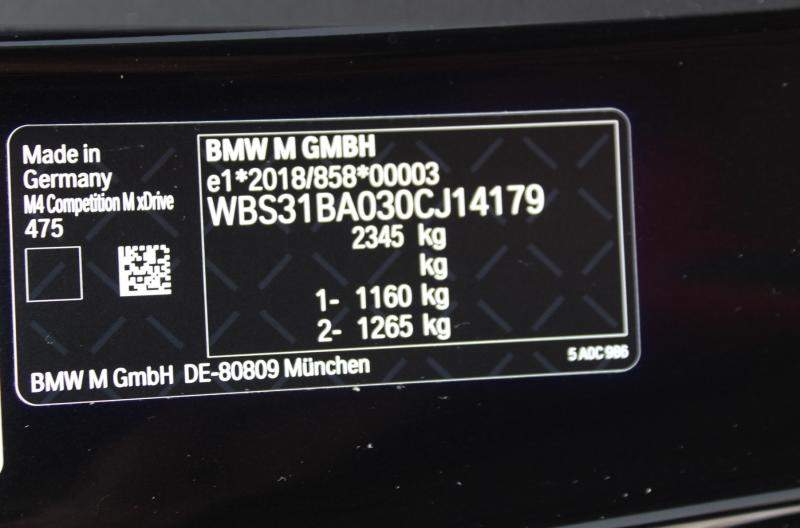 Made in
Germany
M4 Competition M xDrive
475
BMW M GMBH
e1*2018/858*00003
WBS31BA030CJ14179
2345 kg
kg
1- 1160 kg
2- 1265 kg
BMW M GmbH DE-80809 München
5 A0C 9B6